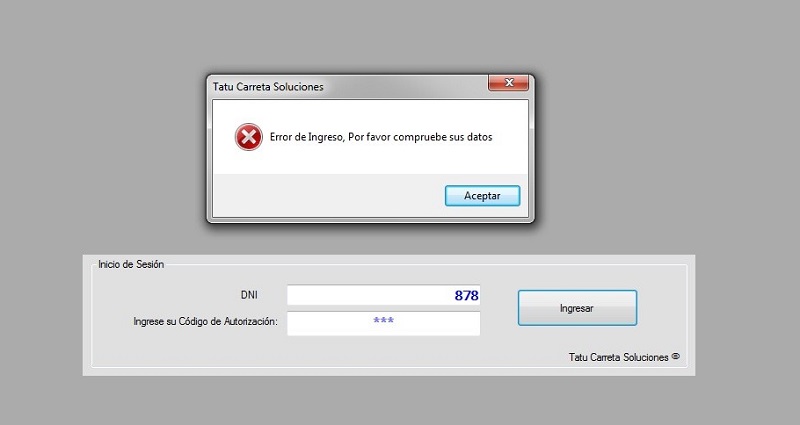 Tatu Carreta Soluciones
Error de Ingreso, Por favor compruebe sus datos
Aceptar
Inicio de Sesión
DNI
878
Ingrese su Código de Autorización:
***
Ingresar
Tatu Carreta Soluciones ®